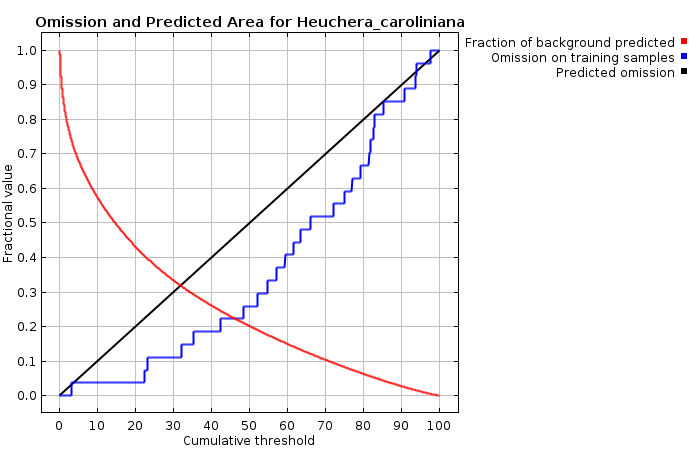 Omission and Predicted Area for Heuchera_caroliniana
Fraction of background predicted
Omission on training samples
Predicted omission
1.0
0.9
0.8
0.7
0.6
0.5
0.4
0.3
0.2
0.1
0.0
Fractional value
0 10 20 30 40 50 60 70 80 90 100
Cumulative threshold